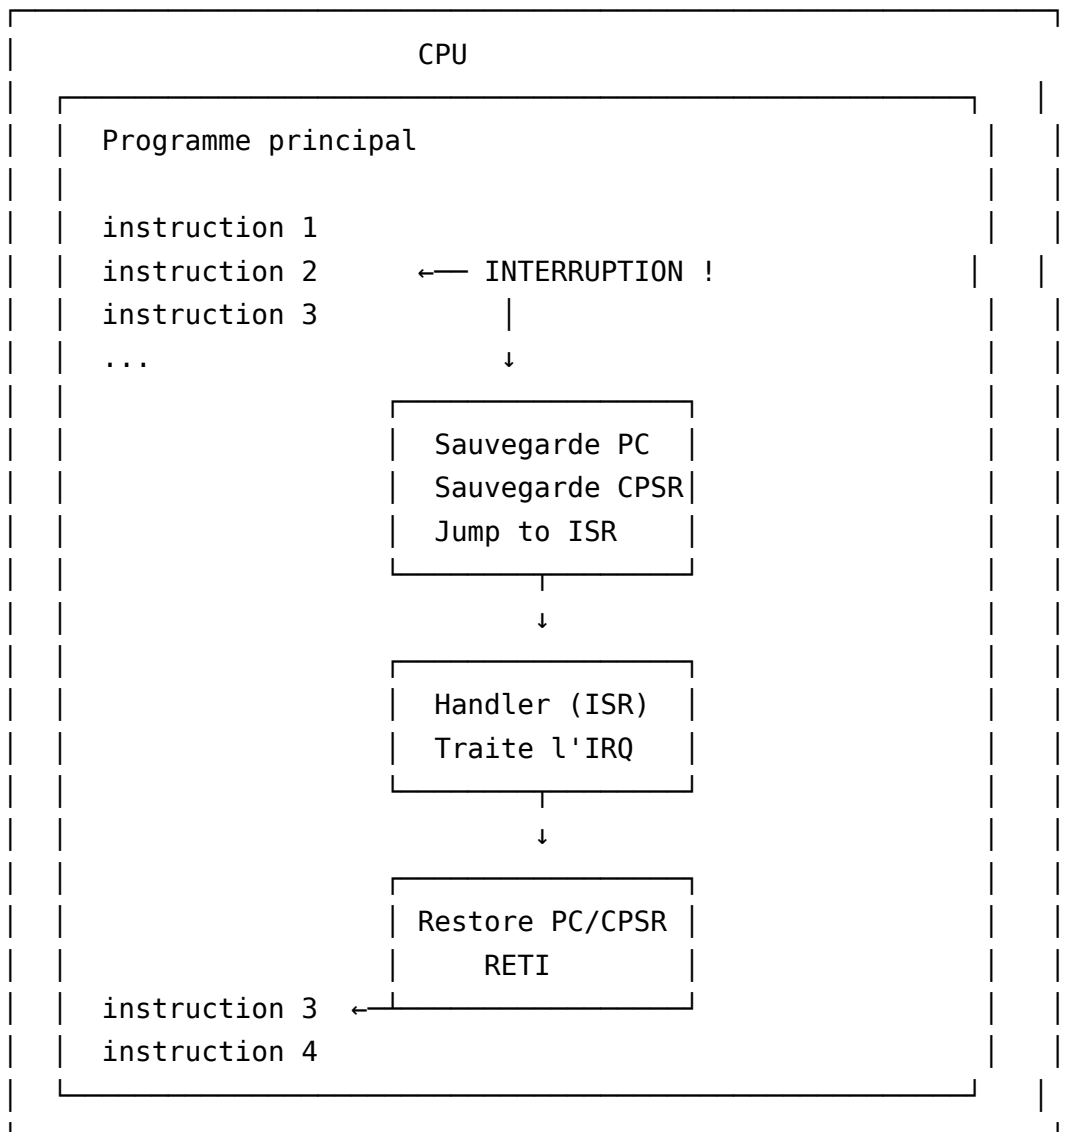 CPU
Programme principal
instruction 1
instruction 2 ←── INTERRUPTION !
instruction 3
...
↓
Sauvegarde PC
Sauvegarde CPSR
Jump to ISR
↓
Handler (ISR)
Traite l'IRQ
↓
Restore PC/CPSR
RETI
instruction 3 ←
instruction 4